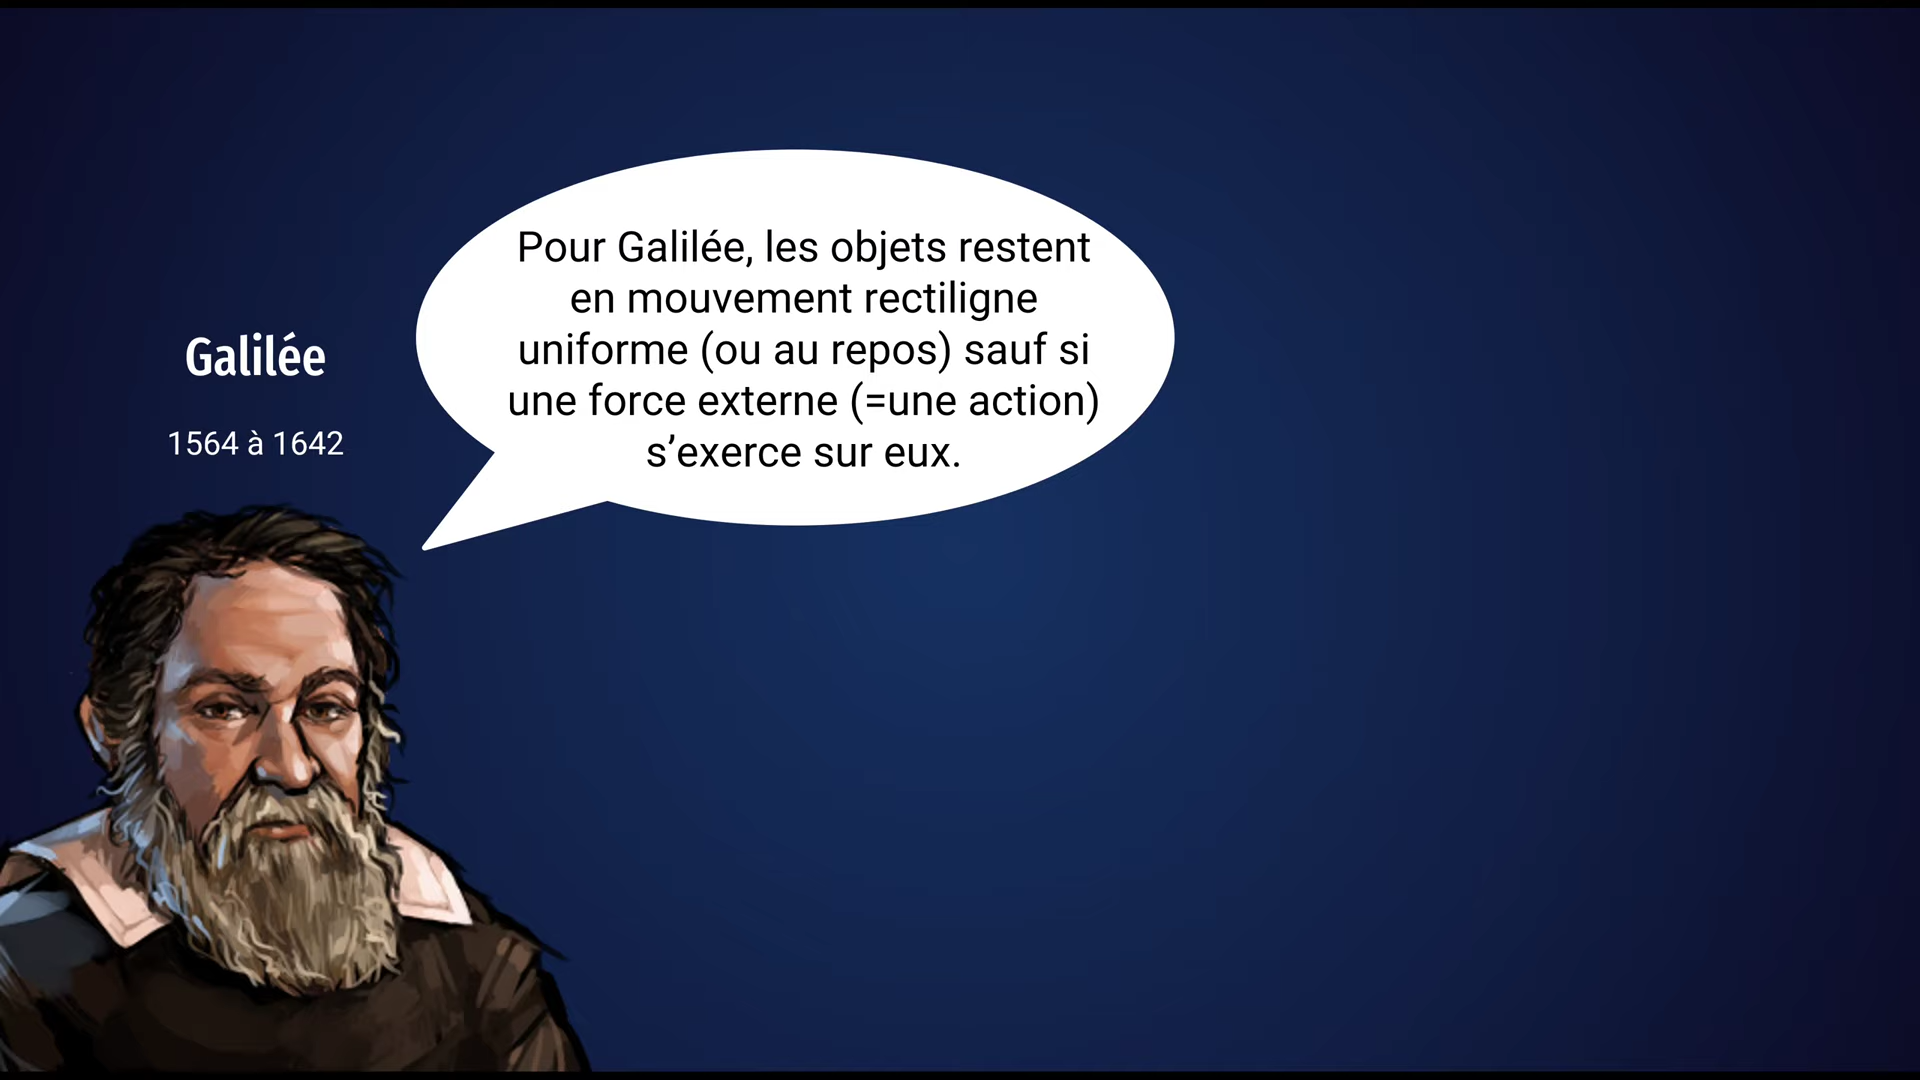 Galilée
1564 à 1642
Pour Galilée, les objets restent
en mouvement rectiligne
uniforme (ou au repos) sauf si
une force externe (=une action)
s’exerce sur eux.